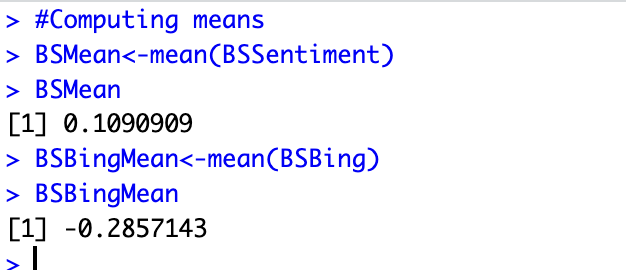 > #Computing means
> BSMean<-mean(BSSentiment)
> BSMean
[1] 0.1090909
> BSBingMean<-mean(BSBing)
> BSBingMean
[1] -0.2857143
>